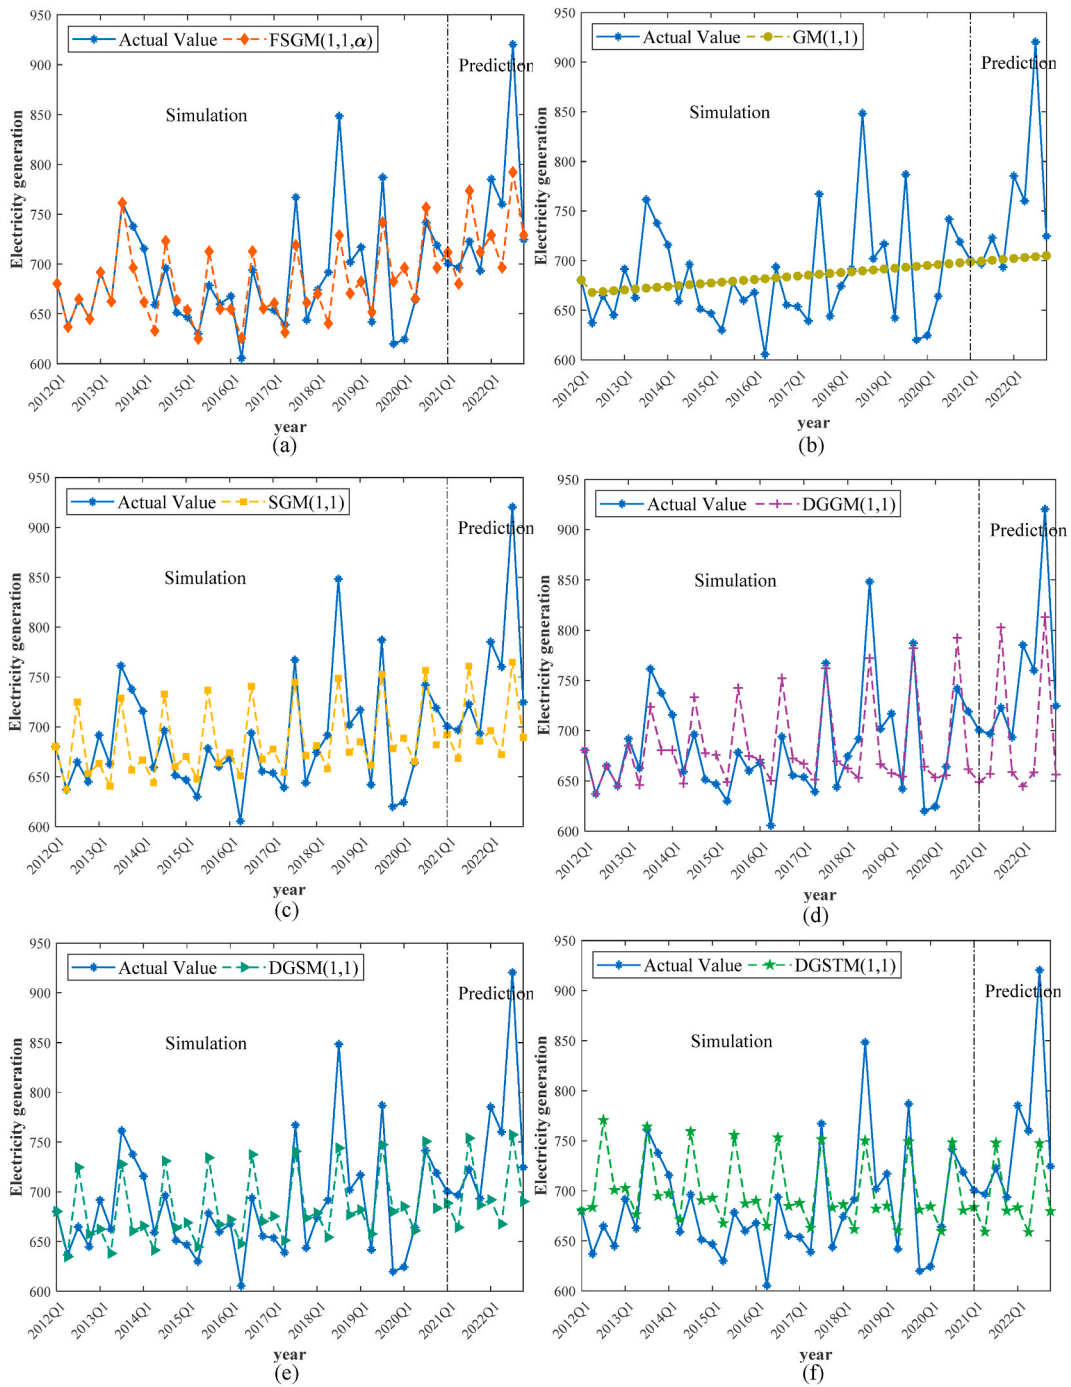 Actual Value FSGM(1,1,α)
Simulation
Prediction
Electricity generation
950
900
850
800
750
700
650
600
2012Q1 2013Q1 2014Q1 2015Q1 2016Q1 2017Q1 2018Q1 2019Q1 2020Q1 2021Q1 2022Q1
year
(a)
Actual Value GM(1,1)
Simulation
Prediction
Electricity generation
950
900
850
800
750
700
650
600
2012Q1 2013Q1 2014Q1 2015Q1 2016Q1 2017Q1 2018Q1 2019Q1 2020Q1 2021Q1 2022Q1
year
(b)
Actual Value SGM(1,1)
Simulation
Prediction
Electricity generation
950
900
850
800
750
700
650
600
2012Q1 2013Q1 2014Q1 2015Q1 2016Q1 2017Q1 2018Q1 2019Q1 2020Q1 2021Q1 2022Q1
year
(c)
Actual Value DGGM(1,1)
Simulation
Prediction
Electricity generation
950
900
850
800
750
700
650
600
2012Q1 2013Q1 2014Q1 2015Q1 2016Q1 2017Q1 2018Q1 2019Q1 2020Q1 2021Q1 2022Q1
year
(d)
Actual Value DGSM(1,1)
Simulation
Prediction
Electricity generation
950
900
850
800
750
700
650
600
2012Q1 2013Q1 2014Q1 2015Q1 2016Q1 2017Q1 2018Q1 2019Q1 2020Q1 2021Q1 2022Q1
year
(e)
Actual Value DGSTM(1,1)
Simulation
Prediction
Electricity generation
950
900
850
800
750
700
650
600
2012Q1 2013Q1 2014Q1 2015Q1 2016Q1 2017Q1 2018Q1 2019Q1 2020Q1 2021Q1 2022Q1
year
(f)